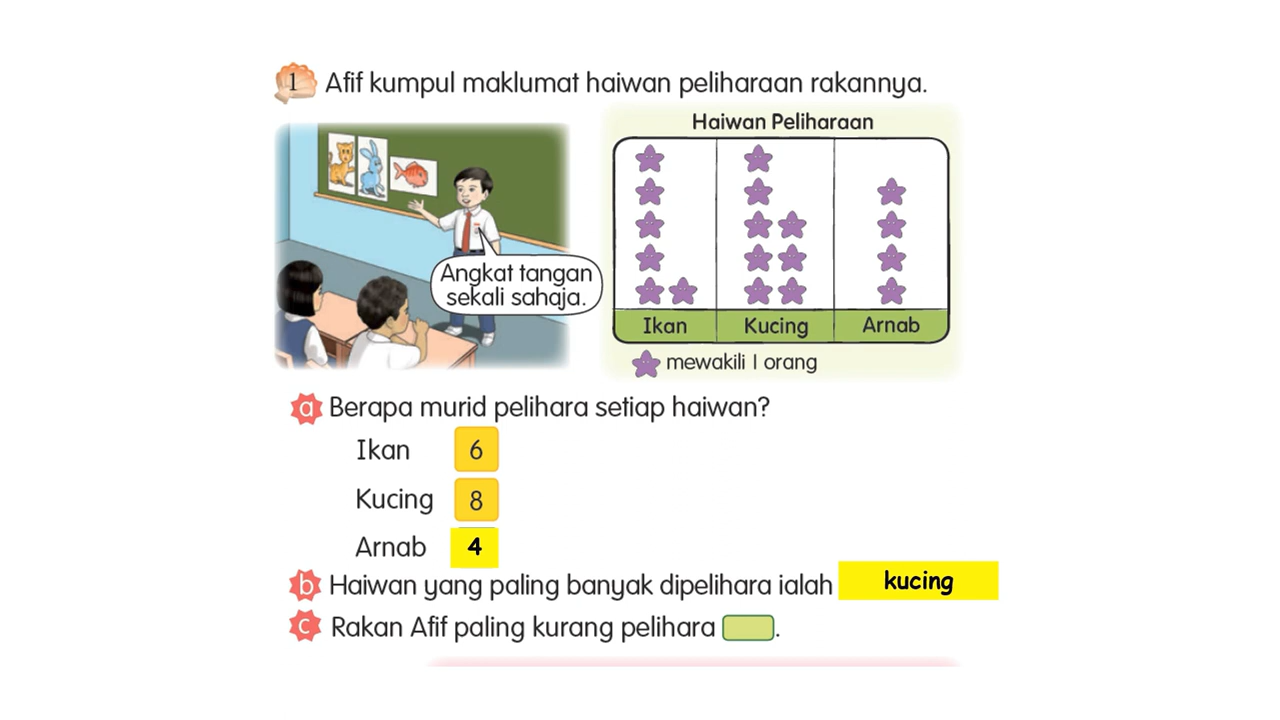 1 Afif kumpul maklumat haiwan peliharaan rakannya.
Angkat tangan
sekali sahaja.
Haiwan Peliharaan
Ikan Kucing Arnab
mewakili 1 orang
a Berapa murid pelihara setiap haiwan?
Ikan 6
Kucing 8
Arnab 4
b Haiwan yang paling banyak dipelihara ialah kucing
c Rakan Afif paling kurang pelihara .